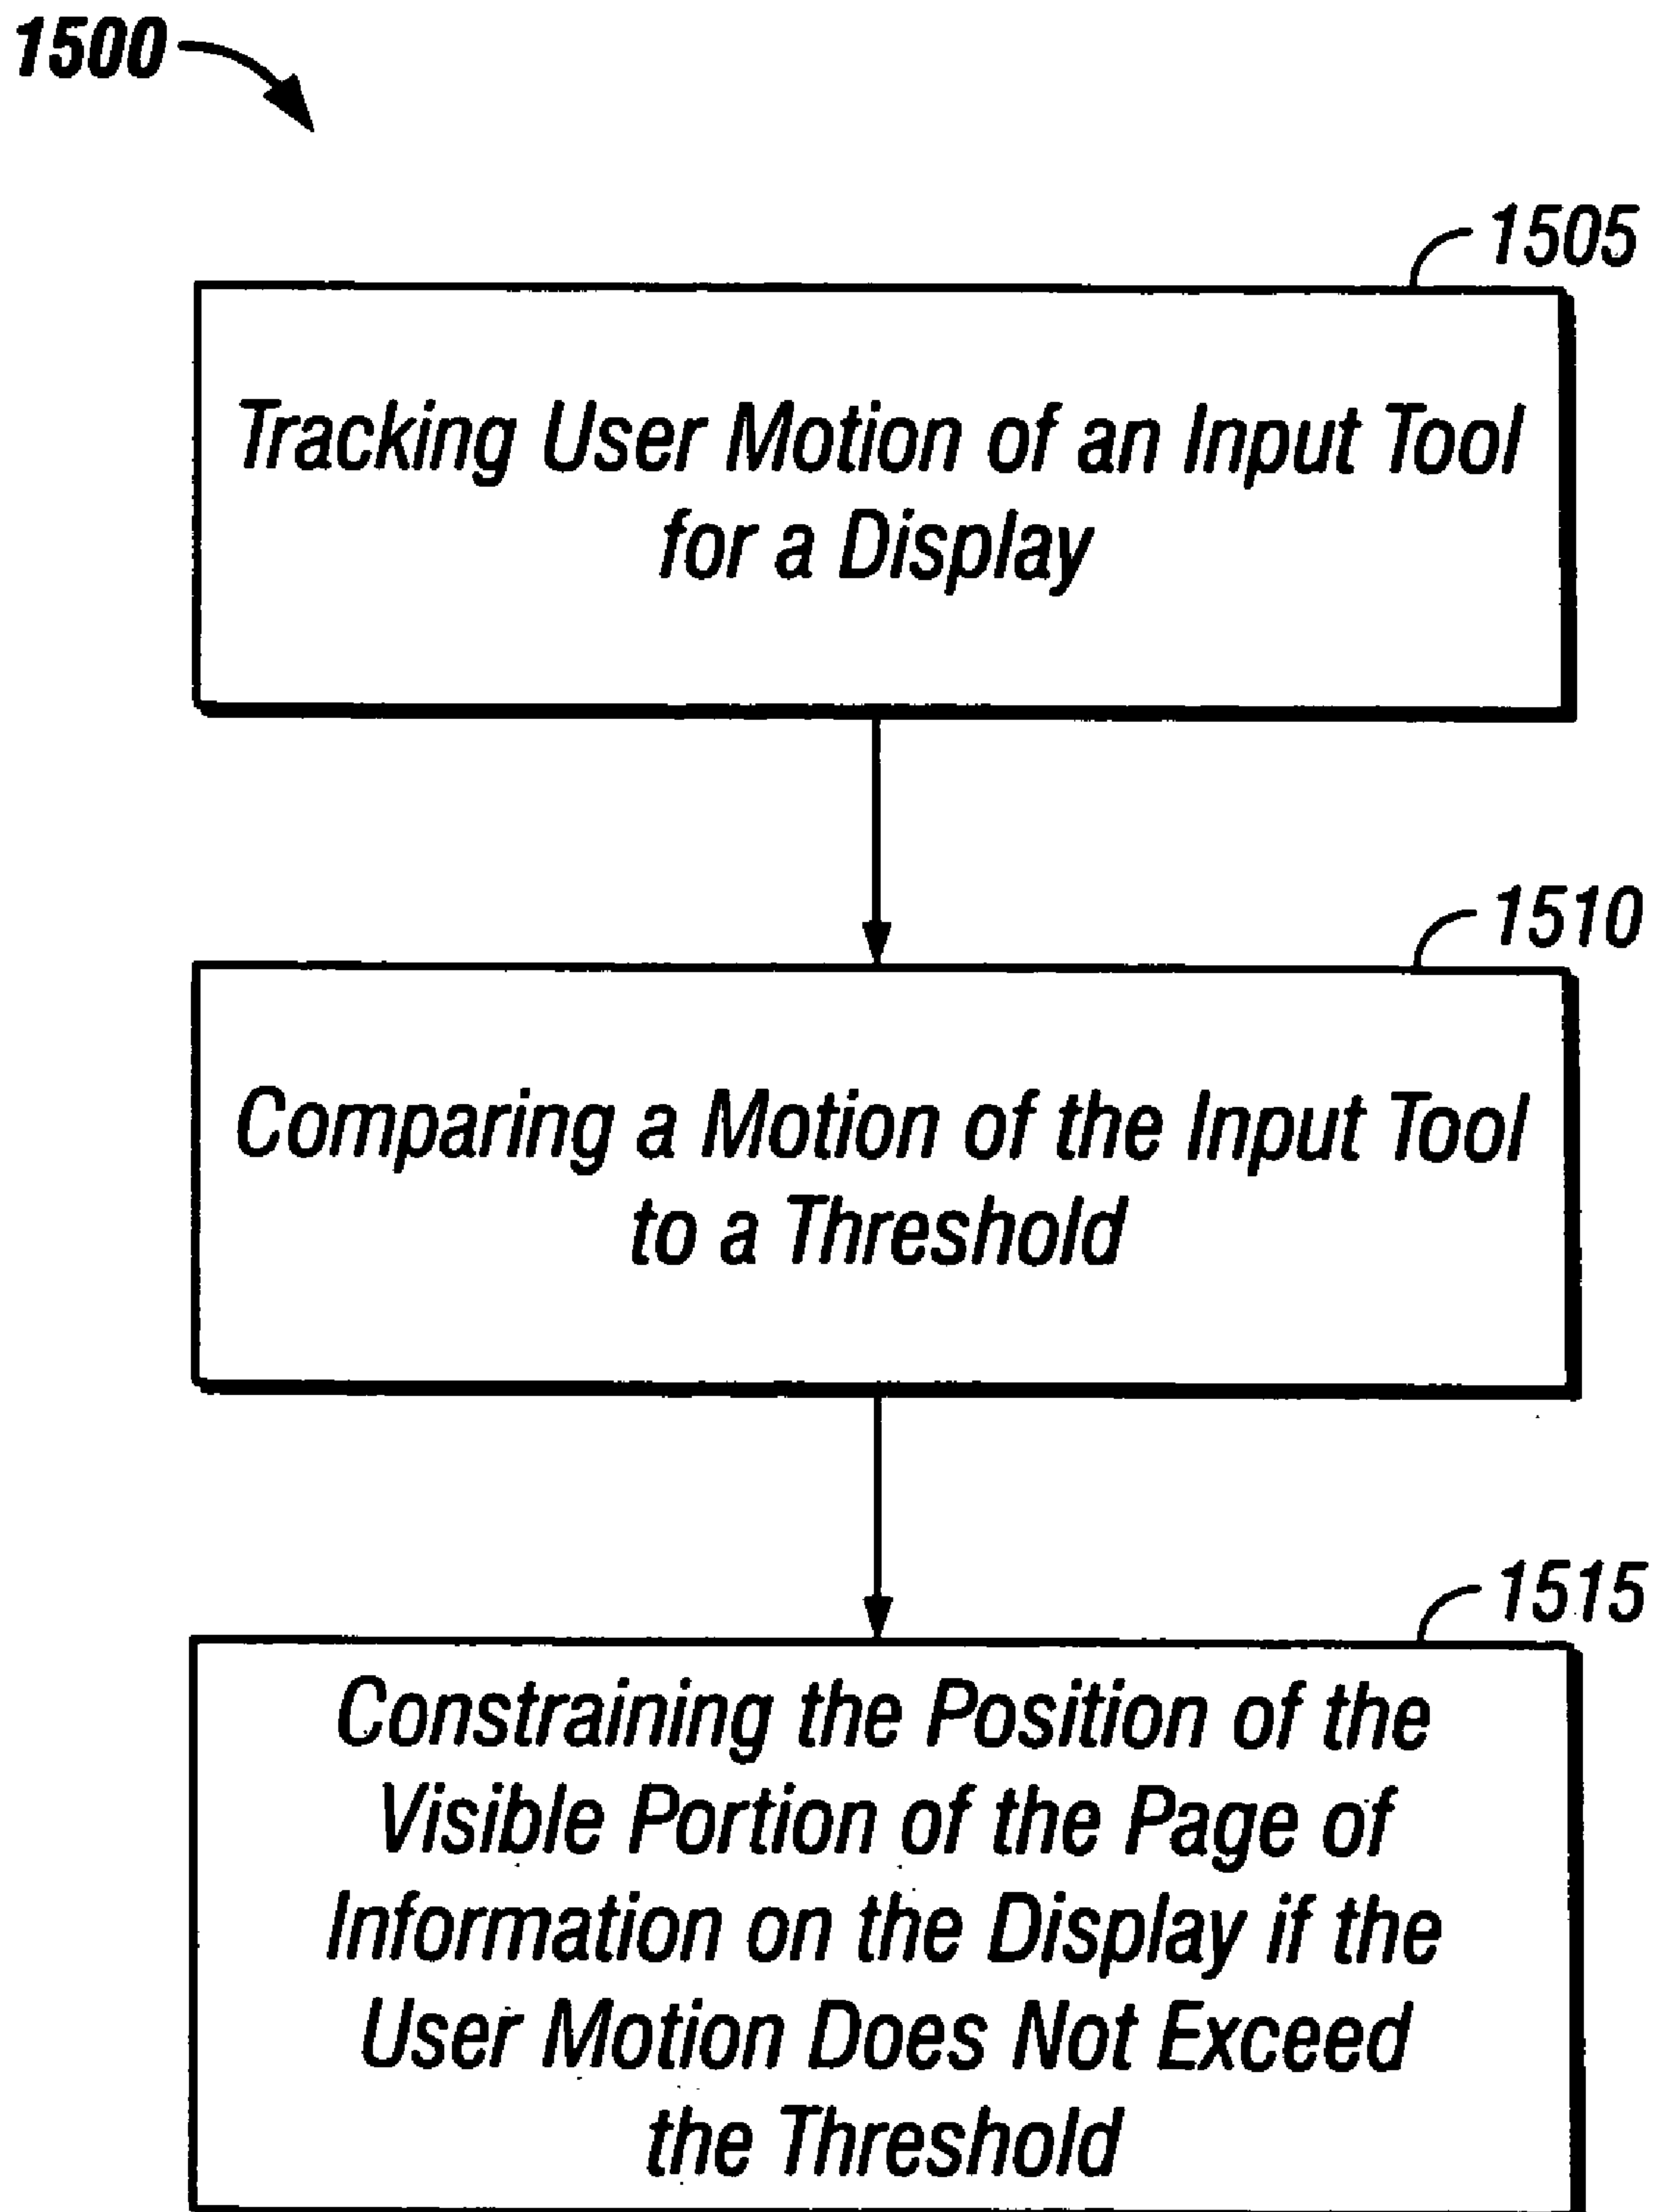 1500
1505
Tracking User Motion of an Input Tool
for a Display
1510
Comparing a Motion of the Input Tool
to a Threshold
1515
Constraining the Position of the
Visible Portion of the Page of
Information on the Display if the
User Motion Does Not Exceed
the Threshold